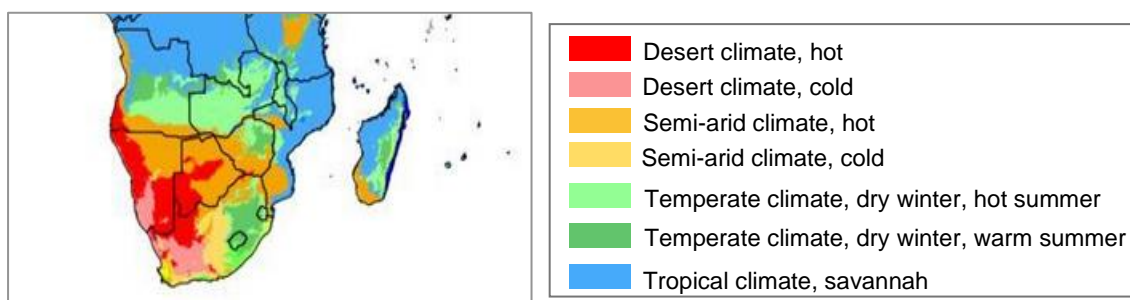 Desert climate, hot
Desert climate, cold
Semi-arid climate, hot
Semi-arid climate, cold
Temperate climate, dry winter, hot summer
Temperate climate, dry winter, warm summer
Tropical climate, savannah